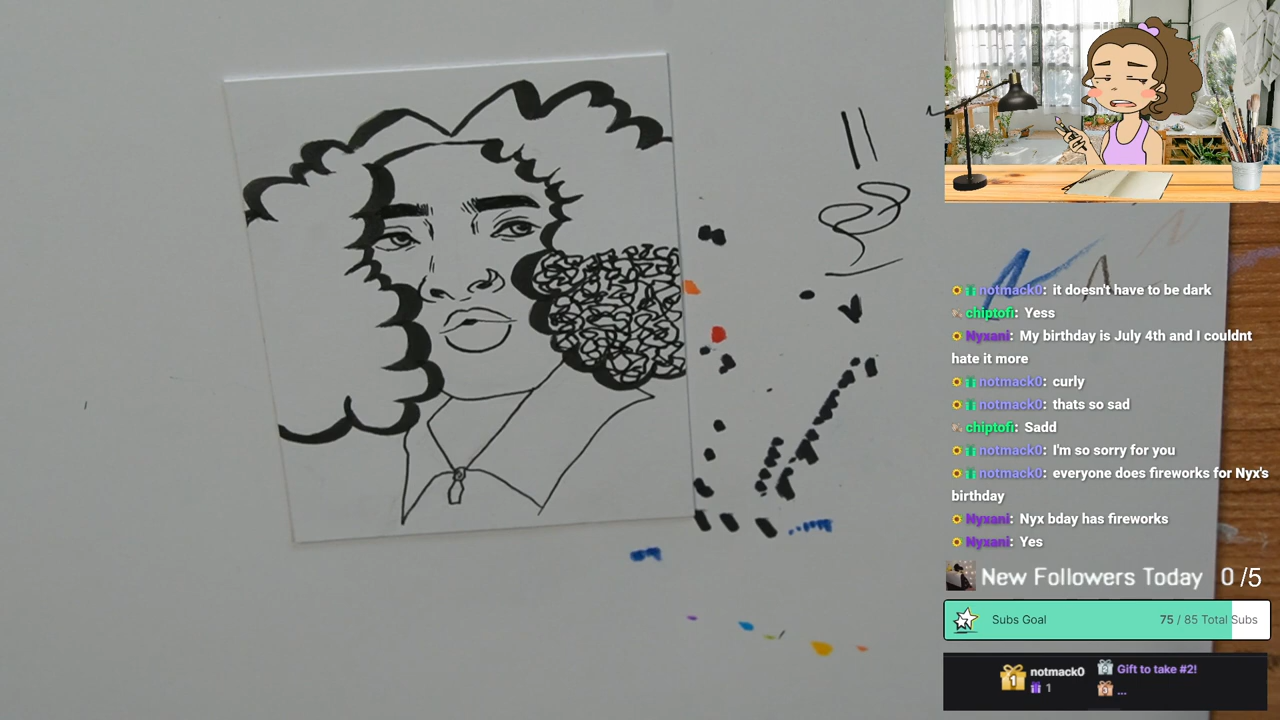 notmack0: it doesn't have to be dark
chiptofi: Yess
Nyxani: My birthday is July 4th and I couldnt
hate it more
notmack0: curly
notmack0: thats so sad
chiptofi: Sadd
notmack0: I'm so sorry for you
notmack0: everyone does fireworks for Nyx's
birthday
Nyxani: Nyx bday has fireworks
Nyxani: Yes
New Followers Today 0 /5
Subs Goal 75 / 85 Total Subs
1 notmack0
1
Gift to take #2!
...